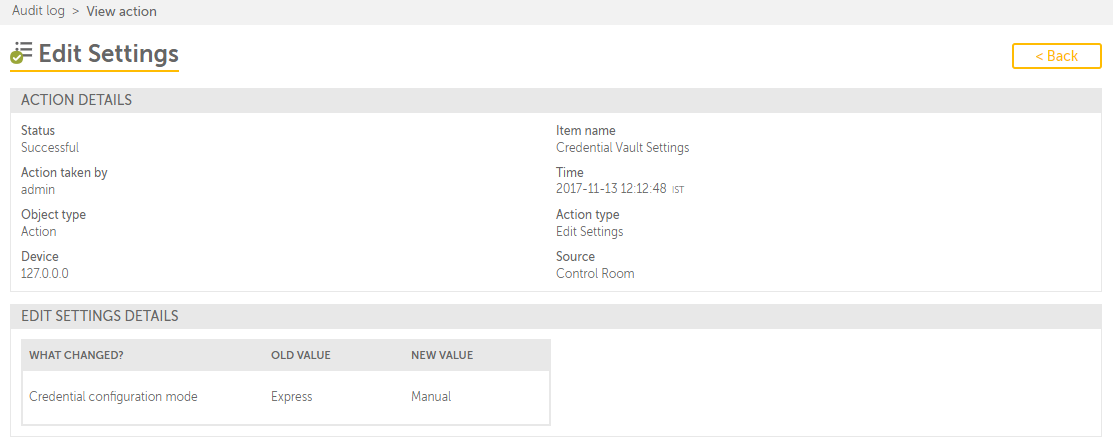 Audit log > View action
Edit Settings
< Back
ACTION DETAILS
Status
Successful
Item name
Credential Vault Settings
Action taken by
admin
Time
2017-11-13 12:12:48 IST
Object type
Action
Action type
Edit Settings
Device
127.0.0.0
Source
Control Room
EDIT SETTINGS DETAILS
WHAT CHANGED? OLD VALUE NEW VALUE
Credential configuration mode Express Manual